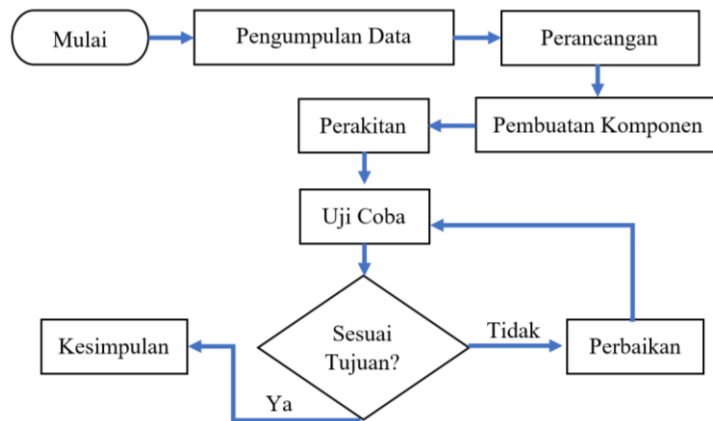 Mulai
Pengumpulan Data
Perancangan
Perakitan
Pembuatan Komponen
Uji Coba
Sesuai
Tujuan?
Tidak
Perbaikan
Kesimpulan
Ya